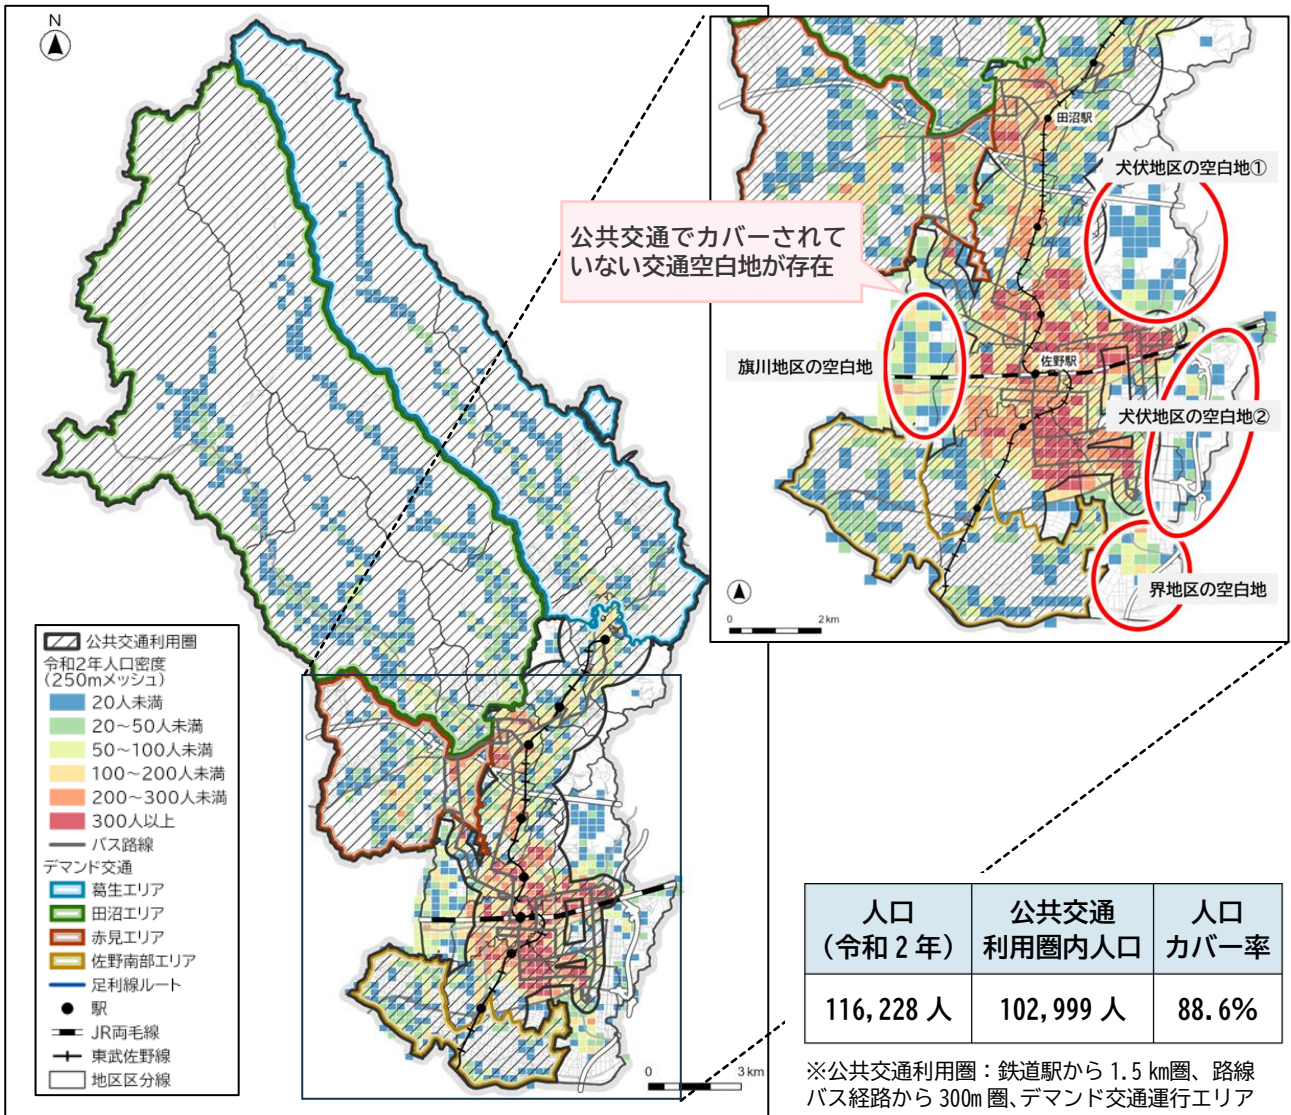 N
公共交通利用圏
令和2年人口密度
(250mメッシュ)
20人未満
20～50人未満
50～100人未満
100～200人未満
200～300人未満
300人以上
バス路線
デマンド交通
葛生エリア
田沼エリア
赤見エリア
佐野南部エリア
足利線ルート
駅
JR両毛線
東武佐野線
地区区分線
0 3km
公共交通でカバーされて
いない交通空白地が存在
田沼駅
犬伏地区の空白地①
旗川地区の空白地
佐野駅
犬伏地区の空白地②
界地区の空白地
0 2km
人口
（令和２年）
公共交通
利用圏内人口
人口
カバー率
116,228 人
102,999 人
88.6%
※公共交通利用圏：鉄道駅から 1.5 ㎞圏、路線
バス経路から 300m 圏、デマンド交通運行エリア